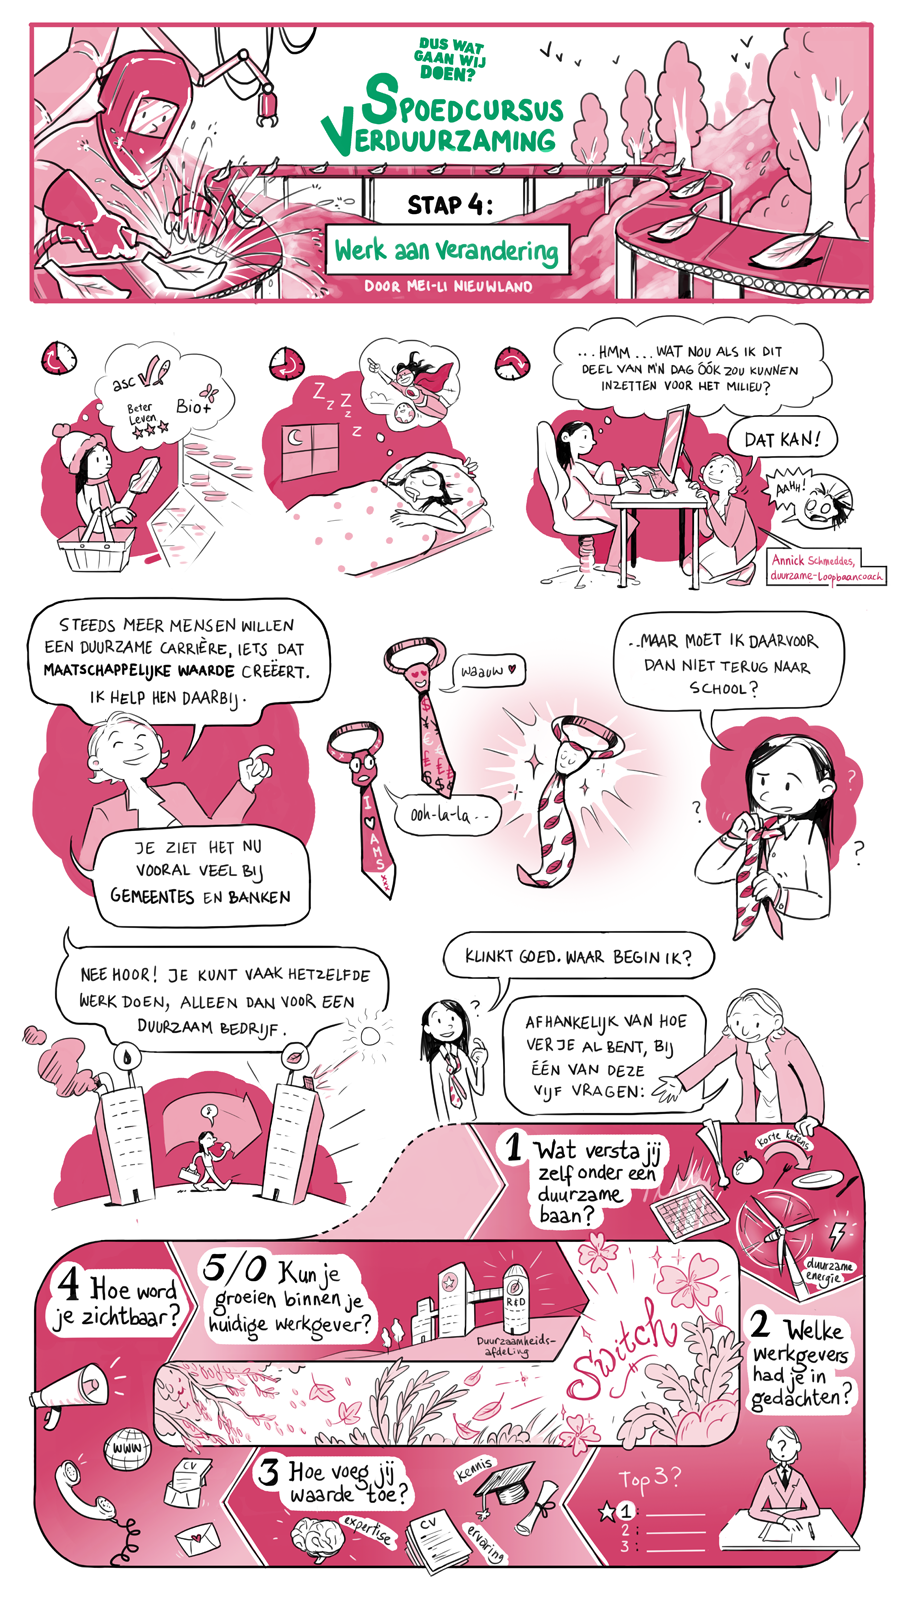 DUS WAT
GAAN WIJ
DOEN?
SPOEDCURSUS
VERDUURZAMING
STAP 4:
Werk aan verandering
DOOR MEI-LI NIEUWLAND
asc
Beter
Leven
Bio+
Z Z Z Z
z
...HMM...WAT NOU ALS IK DIT
DEEL VAN M'N DAG ÓÓK ZOU KUNNEN
INZETTEN VOOR HET MILIEU?
DAT KAN!
AAHH!
Annick Schmeddes,
duurzame-loopbaancoach
STEEDS MEER MENSEN WILLEN
EEN DUURZAME CARRIÈRE, IETS DAT
MAATSCHAPPELIJKE WAARDE CREËERT.
IK HELP HEN DAARBIJ.
JE ZIET HET NU
VOORAL VEEL BIJ
GEMEENTES EN BANKEN
waauw ♥
ooh-la-la..
I
♥
A
M
S
xxx
..MAAR MOET IK DAARVOOR
DAN NIET TERUG NAAR
SCHOOL?
?
?
?
NEE HOOR! JE KUNT VAAK HETZELFDE
WERK DOEN, ALLEEN DAN VOOR EEN
DUURZAAM BEDRIJF.
KLINKT GOED. WAAR BEGIN IK?
?
AFHANKELIJK VAN HOE
VER JE AL BENT, BIJ
ÉÉN VAN DEZE
VIJF VRAGEN:
1 Wat versta jij
zelf onder een
duurzame
baan?
korte ketens
duurzame
energie
2 Welke
werkgevers
had je in
gedachten?
?
Top 3?
1:
2:
3:
3 Hoe voeg jij
waarde toe?
expertise
CV
kennis
ervaring
4 Hoe word
je zichtbaar?
WWW
CV
5/0 Kun je
groeien binnen je
huidige werkgever?
R&D
Duurzaamheids-
afdeling
Switch